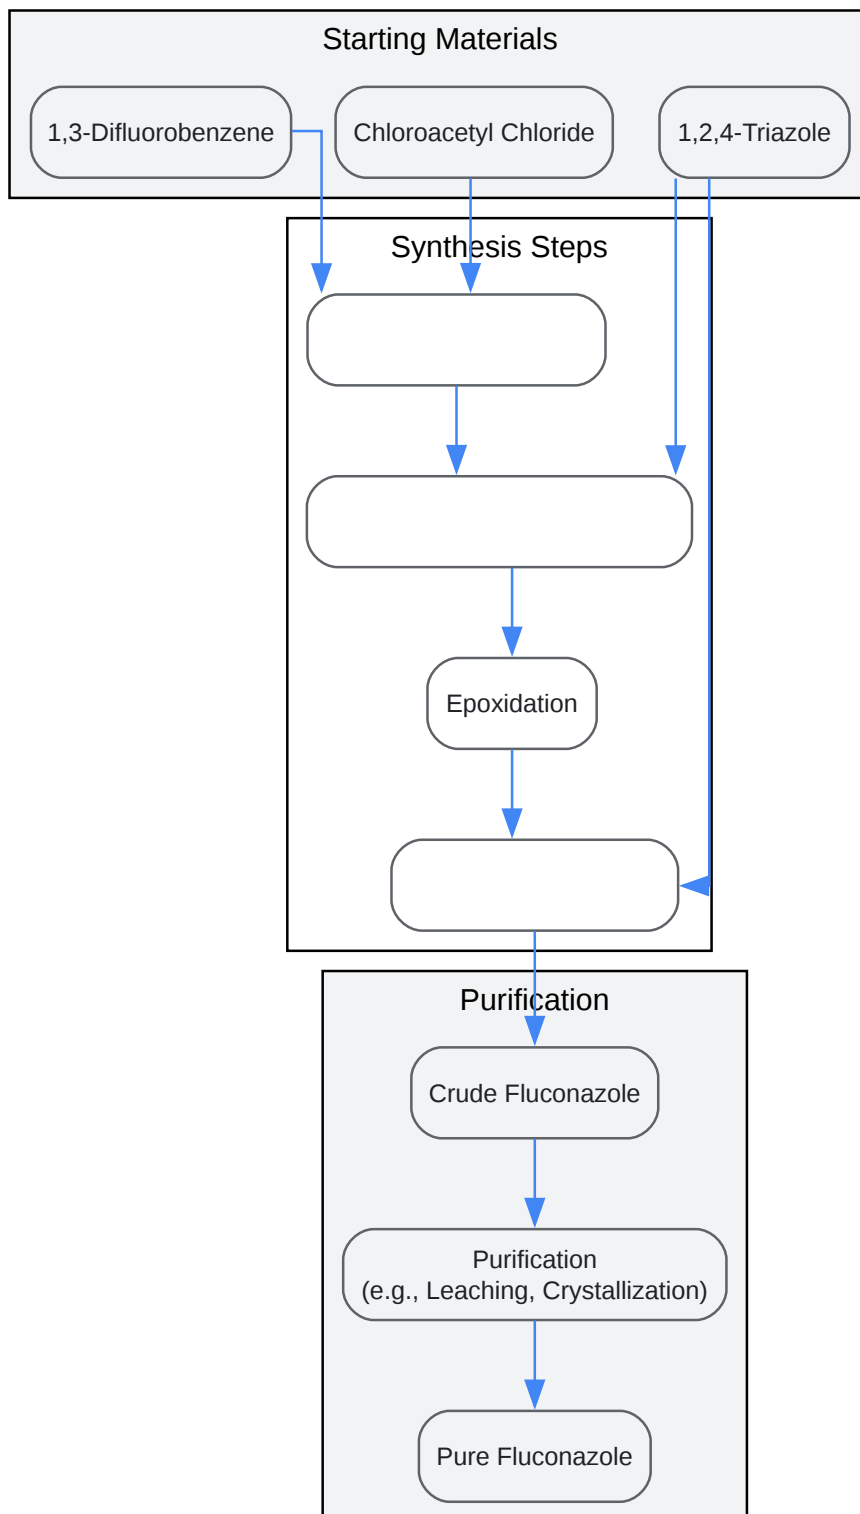 Starting Materials
1,3-Difluorobenzene
Chloroacetyl Chloride
1,2,4-Triazole
Synthesis Steps
Epoxidation
Purification
Crude Fluconazole
Purification
(e.g., Leaching, Crystallization)
Pure Fluconazole